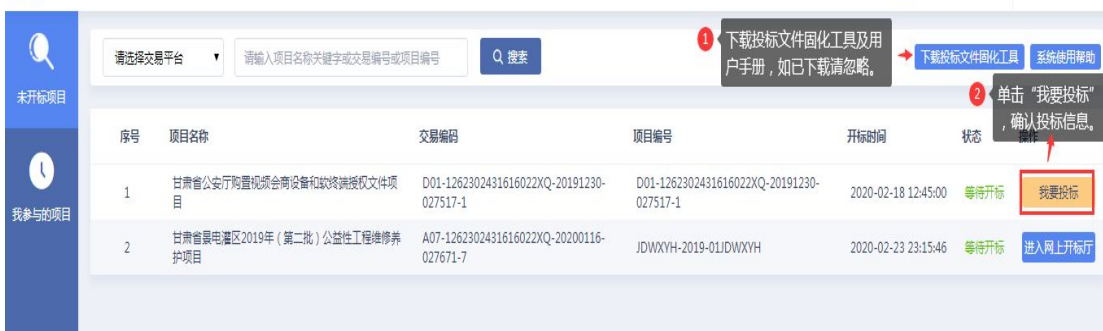 未开标项目
我参与的项目
请选择交易平台
请输入项目名称关键字或交易编号或项目编号
搜索
1
下载投标文件固化工具及用
户手册，如已下载请忽略。
下载投标文件固化工具
系统使用帮助
2
单击“我要投标”
，确认投标信息。
序号
项目名称
交易编码
项目编号
开标时间
状态
操作
1
甘肃省公安厅购置视频会商设备和软终端授权文件项
目
D01-1262302431616022XQ-20191230-
027517-1
D01-1262302431616022XQ-20191230-
027517-1
2020-02-18 12:45:00
等待开标
我要投标
2
甘肃省景电灌区2019年（第二批）公益性工程维修养
护项目
A07-1262302431616022XQ-20200116-
027671-7
JDWXYH-2019-01JDWXYH
2020-02-23 23:15:46
等待开标
进入网上开标厅